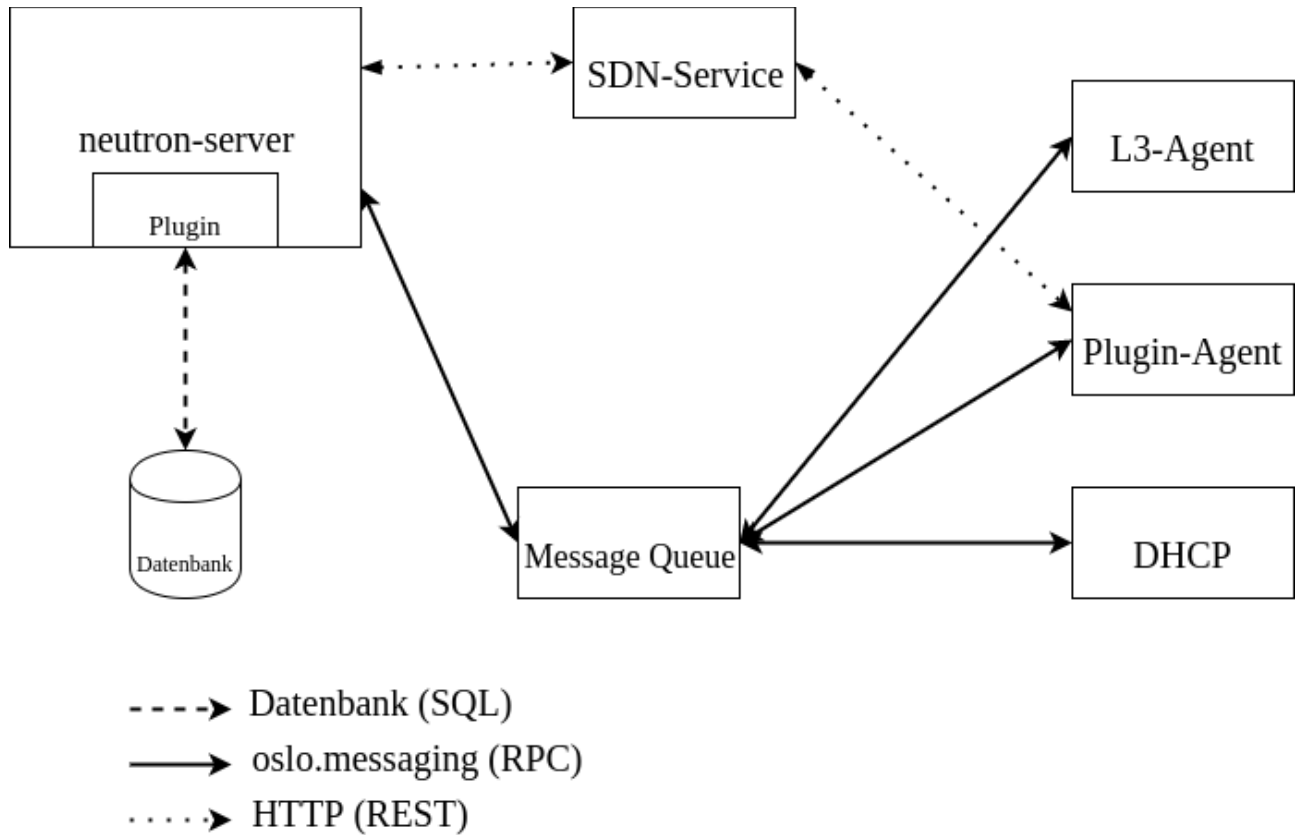 neutron-server
Plugin
SDN-Service
L3-Agent
Plugin-Agent
Datenbank
Message Queue
DHCP
Datenbank (SQL)
oslo.messaging (RPC)
HTTP (REST)